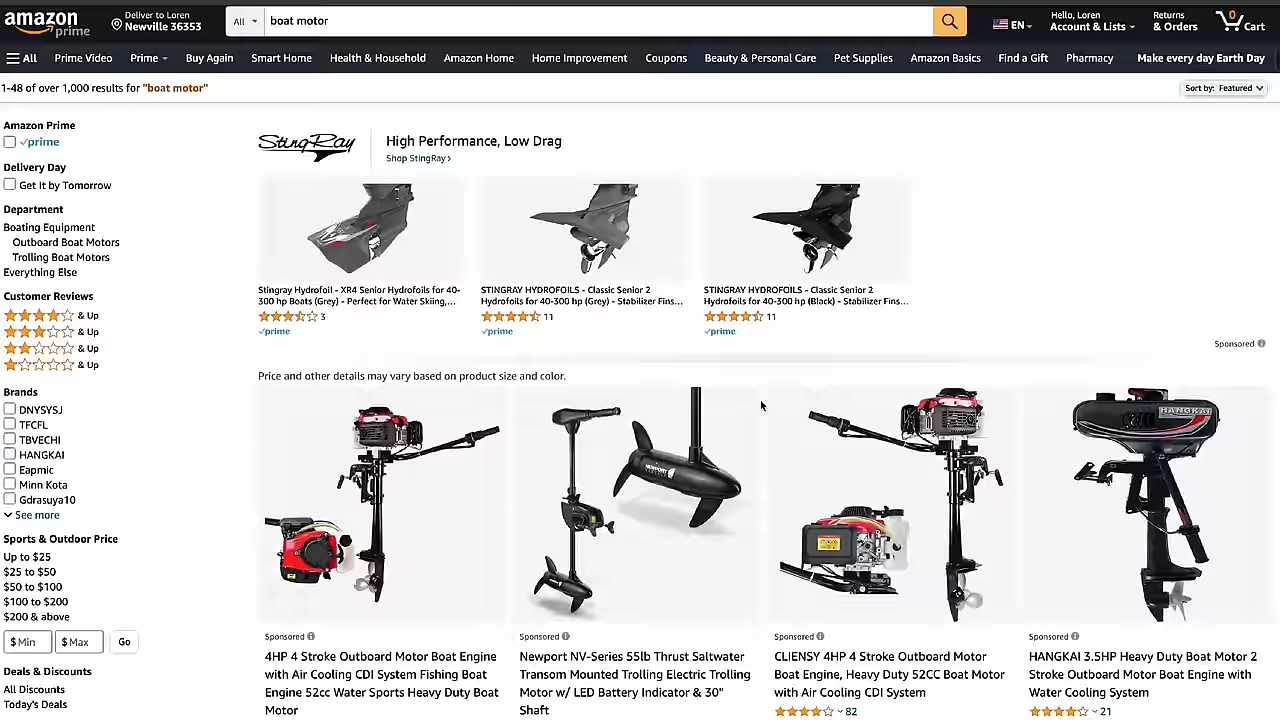 amazon
prime
Deliver to Loren
Newville 36353
All
boat motor
EN
Hello, Loren
Account & Lists
Returns
& Orders
0
Cart
All
Prime Video
Prime
Buy Again
Smart Home
Health & Household
Amazon Home
Home Improvement
Coupons
Beauty & Personal Care
Pet Supplies
Amazon Basics
Find a Gift
Pharmacy
Make every day Earth Day
1-48 of over 1,000 results for "boat motor"
Sort by: Featured
Amazon Prime
prime
Delivery Day
Get It by Tomorrow
Department
Boating Equipment
Outboard Boat Motors
Trolling Boat Motors
Everything Else
Customer Reviews
& Up
& Up
& Up
& Up
Brands
DNYSYSJ
TFCFL
TBVECHI
HANGKAI
Eapmic
Minn Kota
Gdrasuya10
See more
Sports & Outdoor Price
Up to $25
$25 to $50
$50 to $100
$100 to $200
$200 & above
$ Min
$ Max
Go
Deals & Discounts
All Discounts
Today's Deals
StingRay
High Performance, Low Drag
Shop StingRay ›
Stingray Hydrofoil - XR4 Senior Hydrofoils for 40-
300 hp Boats (Grey) - Perfect for Water Skiing,...
3
prime
STINGRAY HYDROFOILS - Classic Senior 2
Hydrofoils for 40-300 hp (Grey) - Stabilizer Fins...
11
prime
STINGRAY HYDROFOILS - Classic Senior 2
Hydrofoils for 40-300 hp (Black) - Stabilizer Fins...
11
prime
Sponsored
Price and other details may vary based on product size and color.
NEWPORT
HANGKAI
Sponsored
4HP 4 Stroke Outboard Motor Boat Engine
with Air Cooling CDI System Fishing Boat
Engine 52cc Water Sports Heavy Duty Boat
Motor
Sponsored
Newport NV-Series 55lb Thrust Saltwater
Transom Mounted Trolling Electric Trolling
Motor w/ LED Battery Indicator & 30"
Shaft
Sponsored
CLIENSY 4HP 4 Stroke Outboard Motor
Boat Engine, Heavy Duty 52CC Boat Motor
with Air Cooling CDI System
82
Sponsored
HANGKAI 3.5HP Heavy Duty Boat Motor 2
Stroke Outboard Motor Boat Engine with
Water Cooling System
21